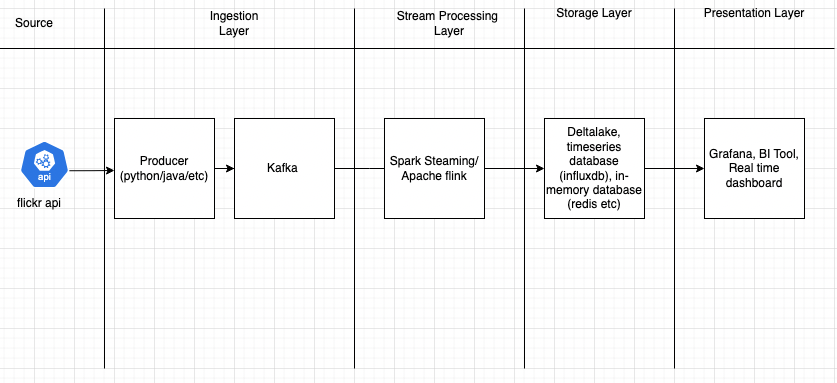 Source
Ingestion
Layer
Stream Processing
Layer
Storage Layer
Presentation Layer
api
flickr api
Producer
(python/java/etc)
Kafka
Spark Steaming/
Apache flink
Deltalake,
timeseries
database
(influxdb), in-
memory database
(redis etc)
Grafana, BI Tool,
Real time
dashboard